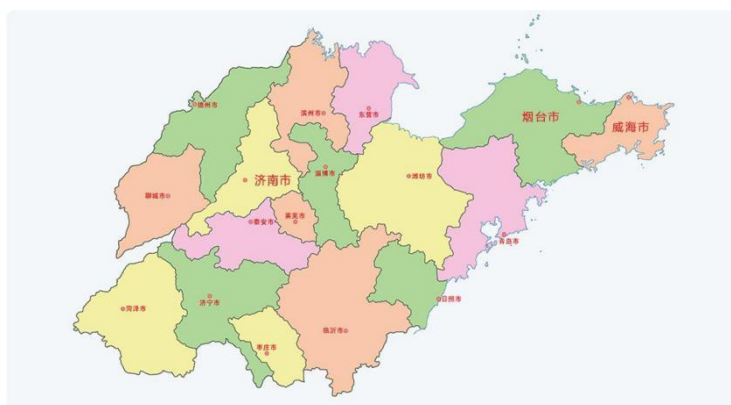 德州市
滨州市
东营市
烟台市
威海市
聊城市
济南市
淄博市
潍坊市
泰安市
莱芜市
青岛市
菏泽市
济宁市
日照市
枣庄市
临沂市